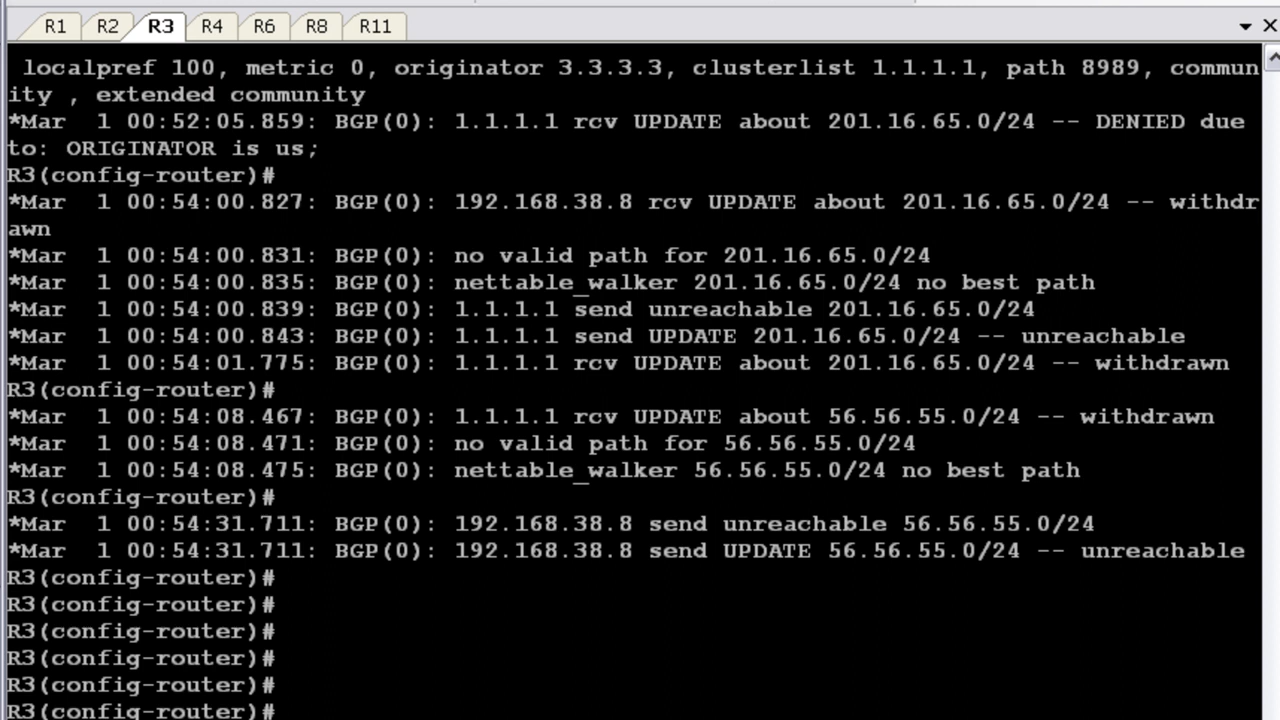 R1 R2 R3 R4 R6 R8 R11
localpref 100, metric 0, originator 3.3.3.3, clusterlist 1.1.1.1, path 8989, commun
ity , extended community
*Mar  1 00:52:05.859: BGP(0): 1.1.1.1 rcv UPDATE about 201.16.65.0/24 -- DENIED due
to: ORIGINATOR is us;
R3(config-router)#
*Mar  1 00:54:00.827: BGP(0): 192.168.38.8 rcv UPDATE about 201.16.65.0/24 -- withdr
awn
*Mar  1 00:54:00.831: BGP(0): no valid path for 201.16.65.0/24
*Mar  1 00:54:00.835: BGP(0): nettable_walker 201.16.65.0/24 no best path
*Mar  1 00:54:00.839: BGP(0): 1.1.1.1 send unreachable 201.16.65.0/24
*Mar  1 00:54:00.843: BGP(0): 1.1.1.1 send UPDATE 201.16.65.0/24 -- unreachable
*Mar  1 00:54:01.775: BGP(0): 1.1.1.1 rcv UPDATE about 201.16.65.0/24 -- withdrawn
R3(config-router)#
*Mar  1 00:54:08.467: BGP(0): 1.1.1.1 rcv UPDATE about 56.56.55.0/24 -- withdrawn
*Mar  1 00:54:08.471: BGP(0): no valid path for 56.56.55.0/24
*Mar  1 00:54:08.475: BGP(0): nettable_walker 56.56.55.0/24 no best path
R3(config-router)#
*Mar  1 00:54:31.711: BGP(0): 192.168.38.8 send unreachable 56.56.55.0/24
*Mar  1 00:54:31.711: BGP(0): 192.168.38.8 send UPDATE 56.56.55.0/24 -- unreachable
R3(config-router)#
R3(config-router)#
R3(config-router)#
R3(config-router)#
R3(config-router)#
R3(config-router)#